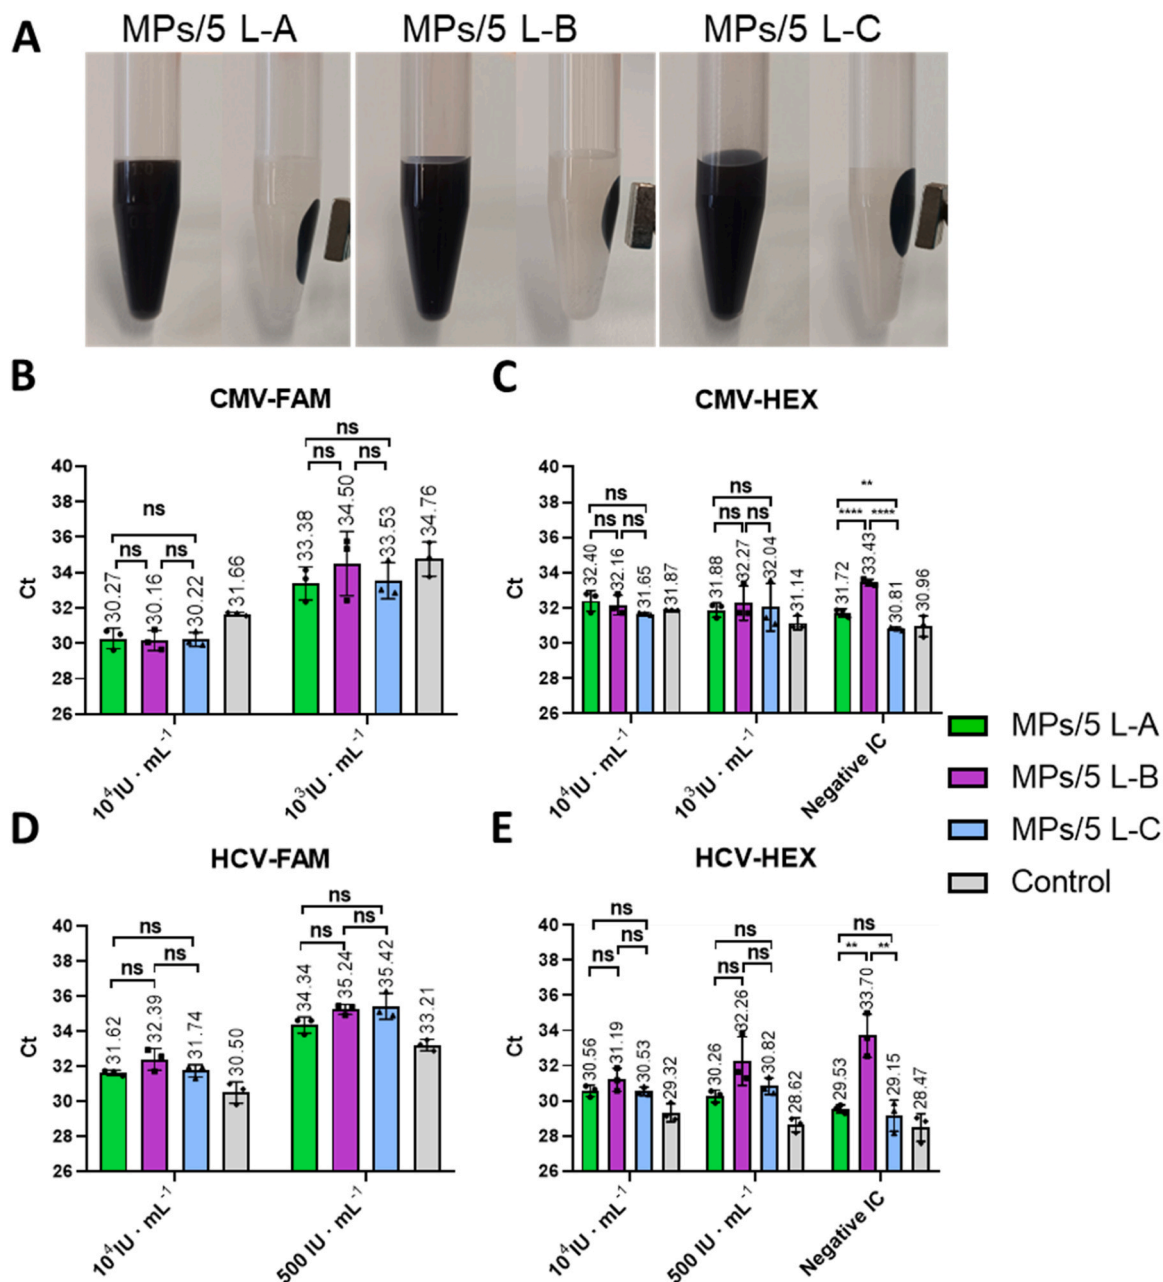 A
MPs/5 L-A MPs/5 L-B MPs/5 L-C
B
CMV-FAM
Ct
40
38
36
34
32
30
28
26
ns
ns ns
30.27 30.16 30.22 31.66
ns
ns ns
33.38 34.50 33.53 34.76
10⁴IU · mL⁻¹ 10³IU · mL⁻¹
C
CMV-HEX
Ct
40
38
36
34
32
30
28
26
ns
ns ns
32.40 32.16 31.65 31.87
ns
ns ns
31.88 32.27 32.04 31.14
**
**** ****
31.72 33.43 30.81 30.96
10⁴IU · mL⁻¹ 10³IU · mL⁻¹ Negative IC
MPs/5 L-A
MPs/5 L-B
MPs/5 L-C
Control
D
HCV-FAM
Ct
40
38
36
34
32
30
28
26
ns
ns ns
31.62 32.39 31.74 30.50
ns
ns ns
34.34 35.24 35.42 33.21
10⁴IU · mL⁻¹ 500 IU · mL⁻¹
E
HCV-HEX
Ct
40
38
36
34
32
30
28
26
ns
ns ns
30.56 31.19 30.53 29.32
ns
ns ns
30.26 32.26 30.82 28.62
ns
** **
29.53 33.70 29.15 28.47
10⁴IU · mL⁻¹ 500 IU · mL⁻¹ Negative IC